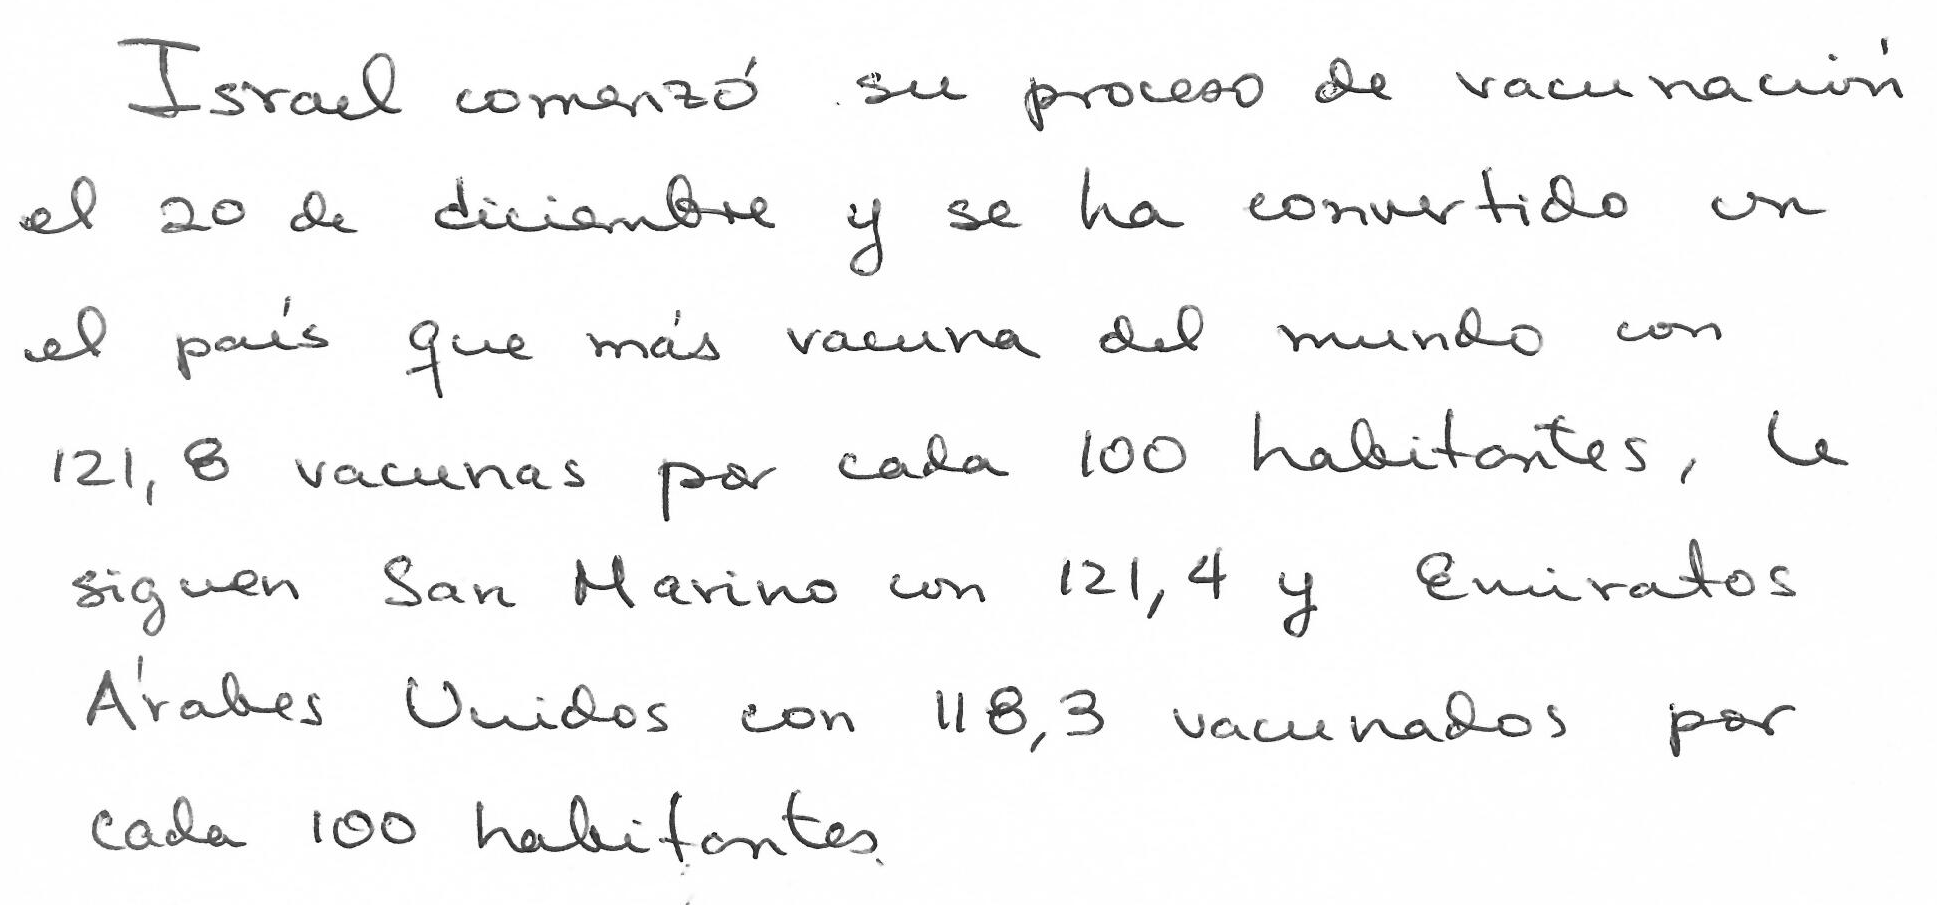 Israel comenzó su proceso de vacunación
el 20 de diciembre y se ha convertido en
el país que más vacuna del mundo con
121,8 vacunas por cada 100 habitantes, le
siguen San Marino con 121,4 y Emiratos
Árabes Unidos con 118,3 vacunados por
cada 100 habitantes.